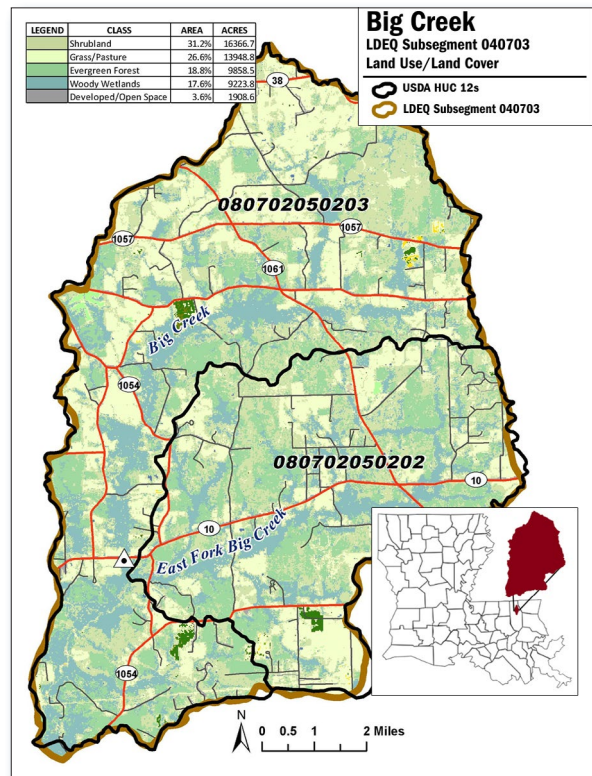 LEGEND CLASS AREA ACRES
Shrubland 31.2% 16366.7
Grass/Pasture 26.6% 13948.8
Evergreen Forest 18.8% 9858.5
Woody Wetlands 17.6% 9223.8
Developed/Open Space 3.6% 1908.6
Big Creek
LDEQ Subsegment 040703
Land Use/Land Cover
USDA HUC 12s
LDEQ Subsegment 040703
38
080702050203
1057
1057
1061
Big Creek
1054
080702050202
10
10
East Fork Big Creek
1054
N
0 0.5 1 2 Miles